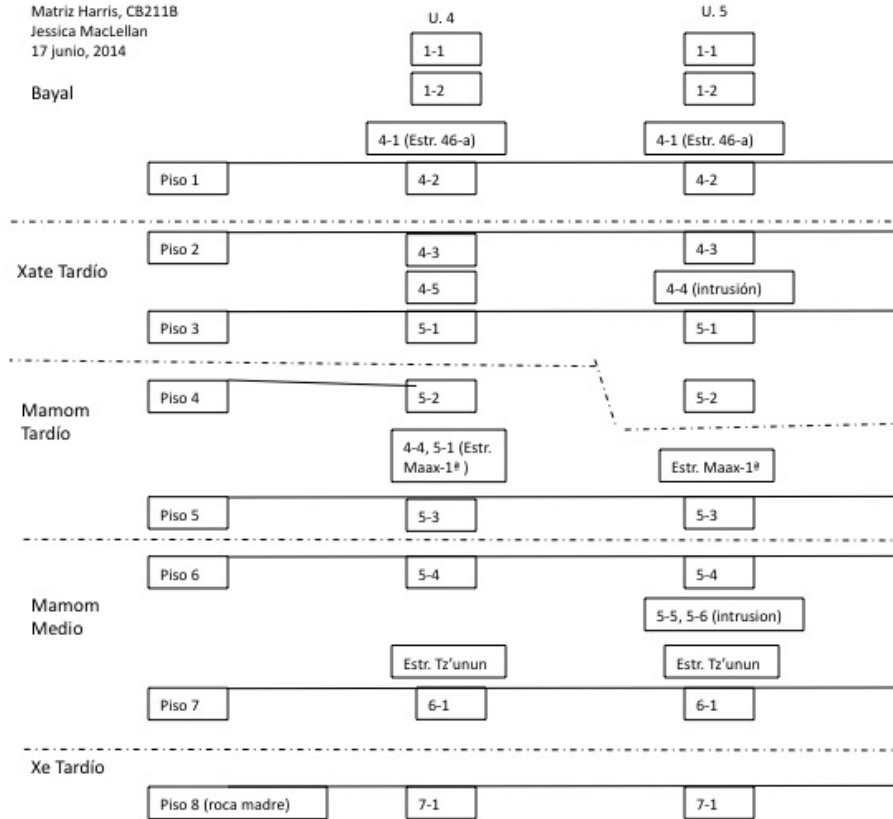 Matriz Harris, CB211B
Jessica MacLellan
17 junio, 2014
U. 4
U. 5
1-1
1-1
Bayal
1-2
1-2
4-1 (Estr. 46-a)
4-1 (Estr. 46-a)
Piso 1
4-2
4-2
Xate Tardío
Piso 2
4-3
4-3
4-5
4-4 (intrusión)
Piso 3
5-1
5-1
Mamom
Tardío
Piso 4
5-2
5-2
4-4, 5-1 (Estr.
Maax-1ª )
Estr. Maax-1ª
Piso 5
5-3
5-3
Mamom
Medio
Piso 6
5-4
5-4
5-5, 5-6 (intrusion)
Estr. Tz’unun
Estr. Tz’unun
Piso 7
6-1
6-1
Xe Tardío
Piso 8 (roca madre)
7-1
7-1